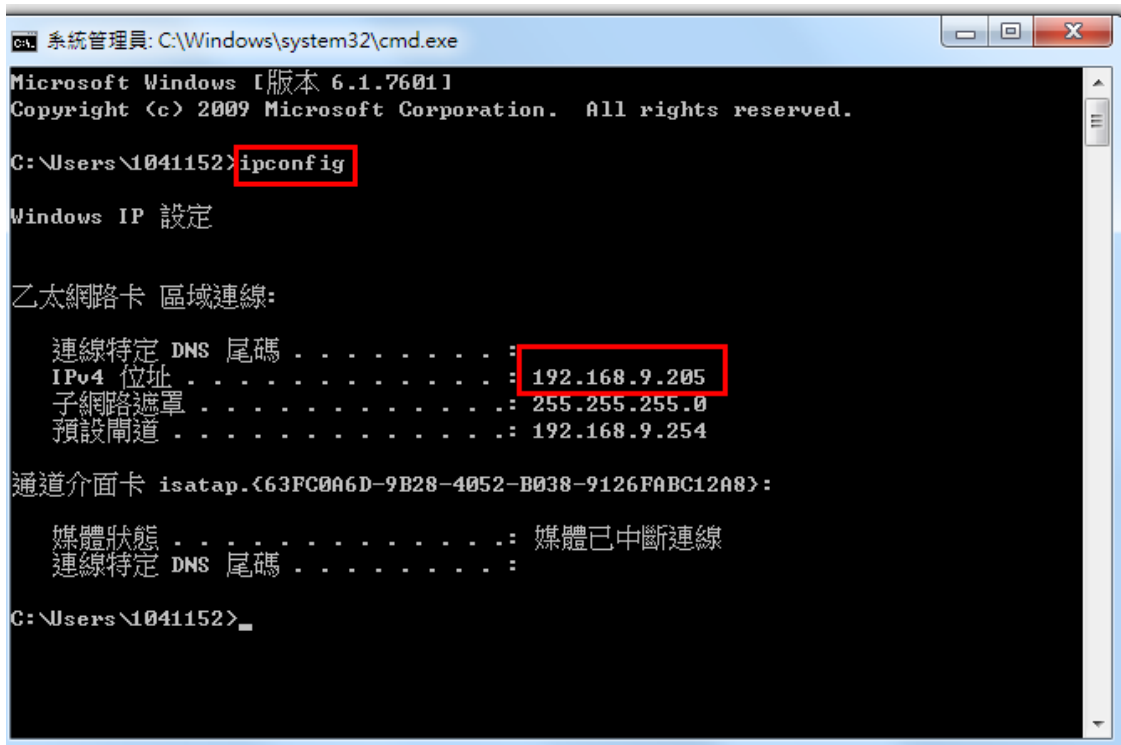 系統管理員: C:\Windows\system32\cmd.exe
Microsoft Windows [版本 6.1.7601]
Copyright (c) 2009 Microsoft Corporation.  All rights reserved.
C:\Users\1041152>ipconfig
Windows IP 設定
乙太網路卡 區域連線:
連線特定 DNS 尾碼 . . . . . . . . :
IPv4 位址 . . . . . . . . . . . . : 192.168.9.205
子網路遮罩 . . . . . . . . . . . .: 255.255.255.0
預設閘道 . . . . . . . . . . . . .: 192.168.9.254
通道介面卡 isatap.{63FC0A6D-9B28-4052-B038-9126FABC12A8}:
媒體狀態 . . . . . . . . . . . . .: 媒體已中斷連線
連線特定 DNS 尾碼 . . . . . . . . :
C:\Users\1041152>_